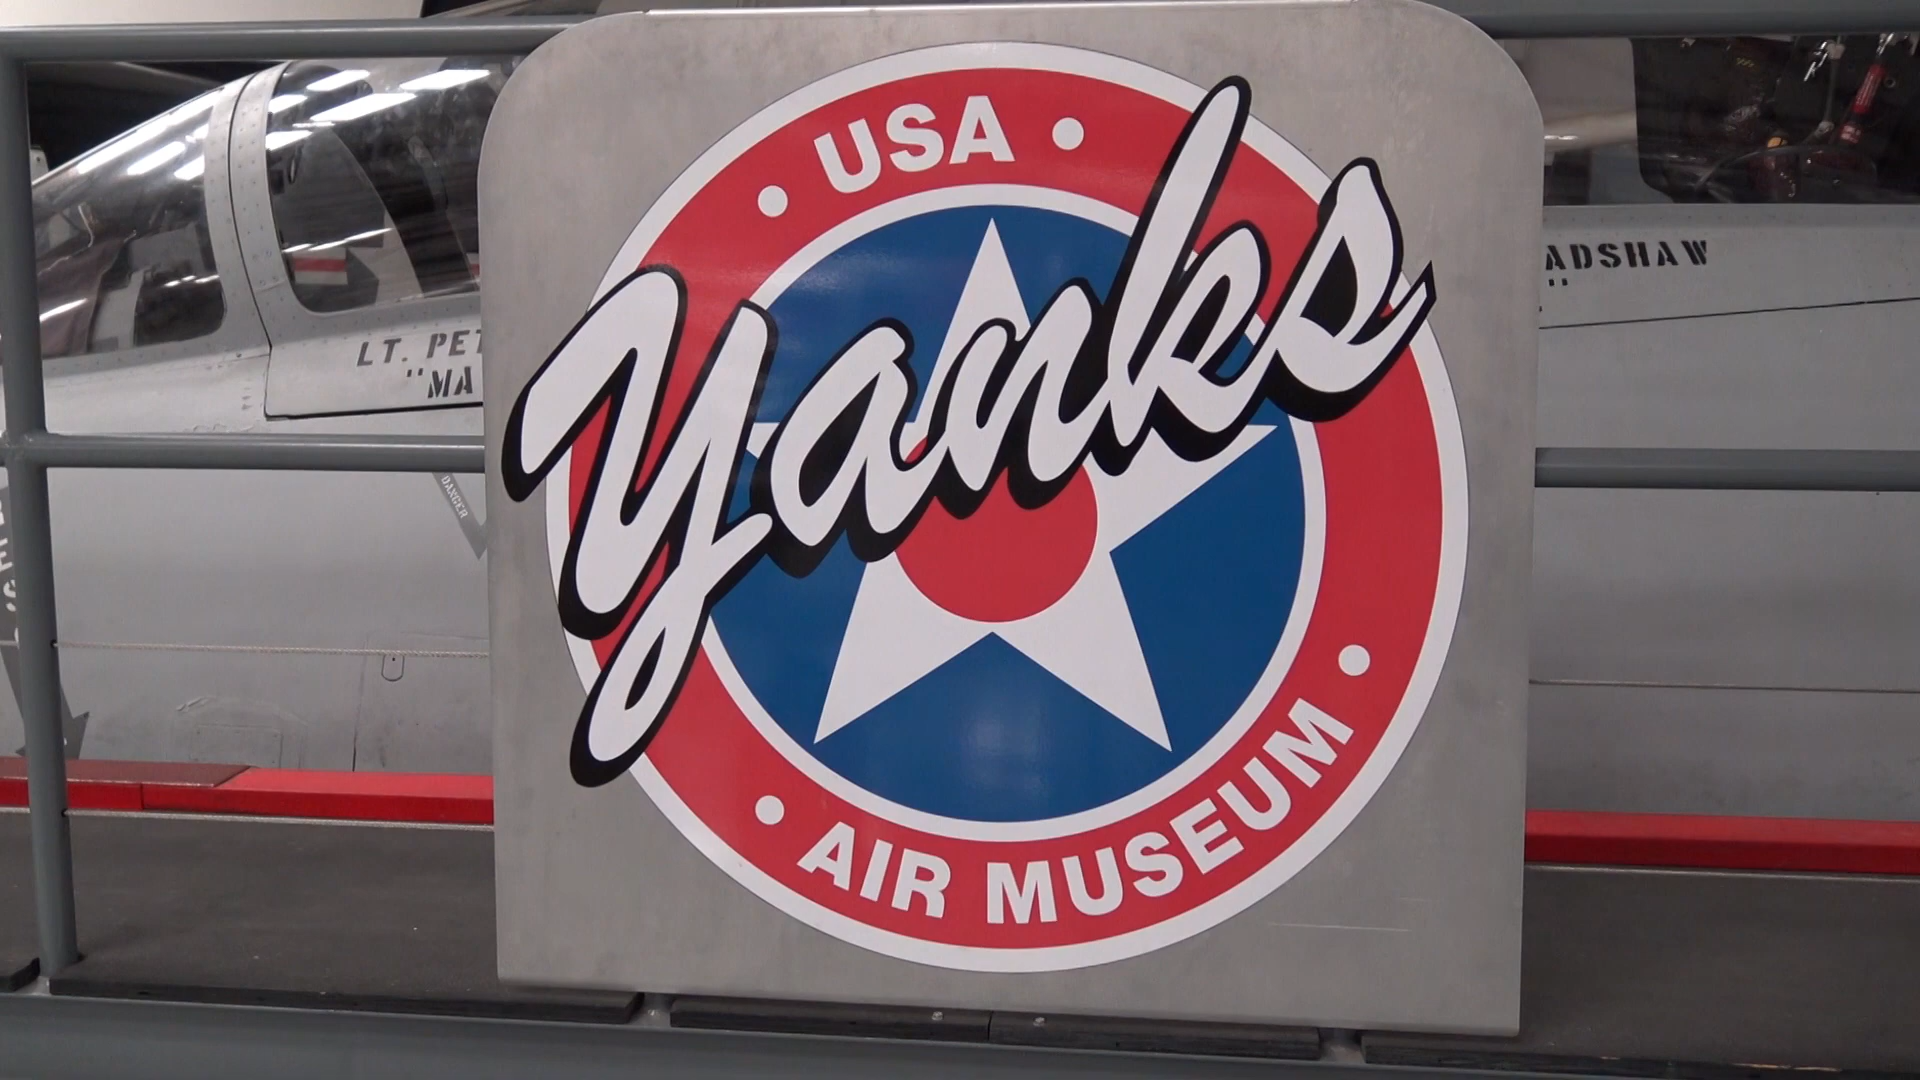 • USA •
Yanks
• AIR MUSEUM •
LT. PET
"MA
ADSHAW
"
DANGER